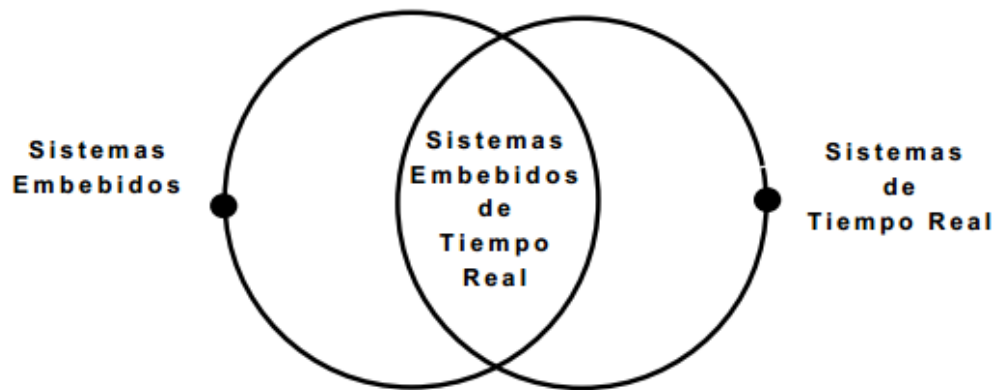 Sistemas
Embebidos
Sistemas
Embebidos
de
Tiempo
Real
Sistemas
de
Tiempo Real